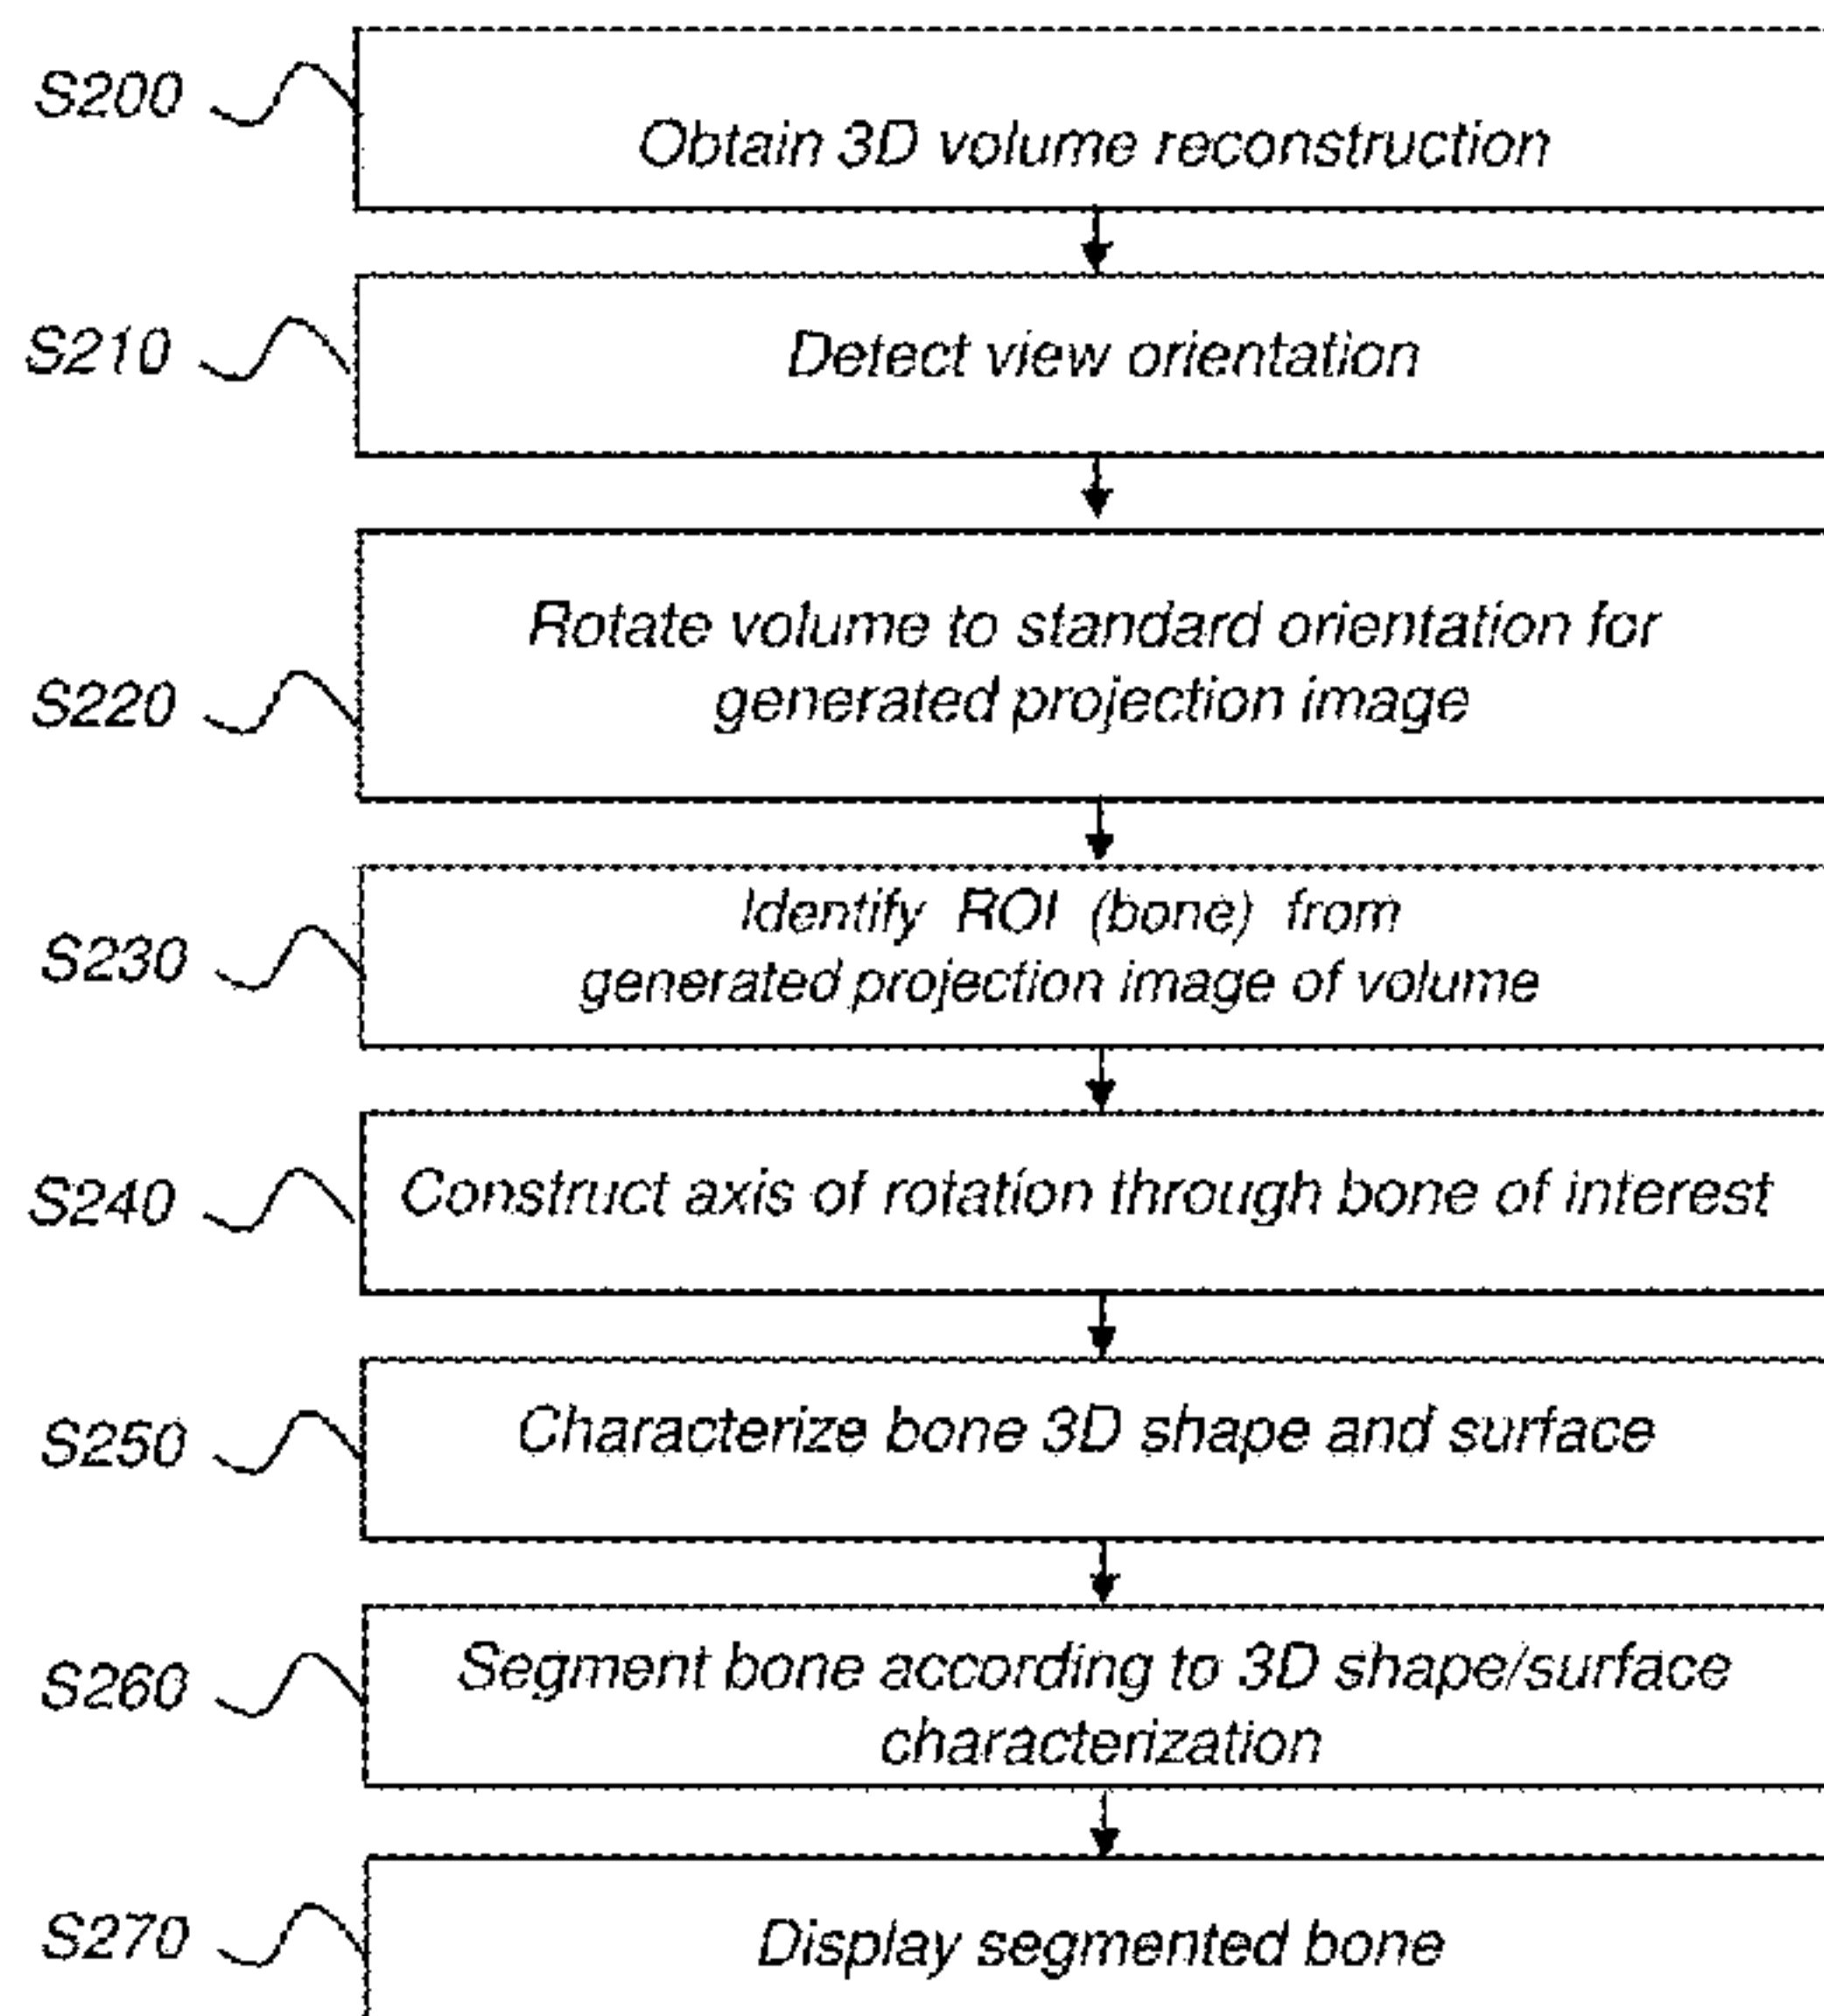 S200
Obtain 3D volume reconstruction
S210
Detect view orientation
Rotate volume to standard orientation for
generated projection image
S220
Identify ROI (bone) from
generated projection image of volume
S230
S240
Construct axis of rotation through bone of interest
S250
Characterize bone 3D shape and surface
S260
Segment bone according to 3D shape/surface
characterization
S270
Display segmented bone